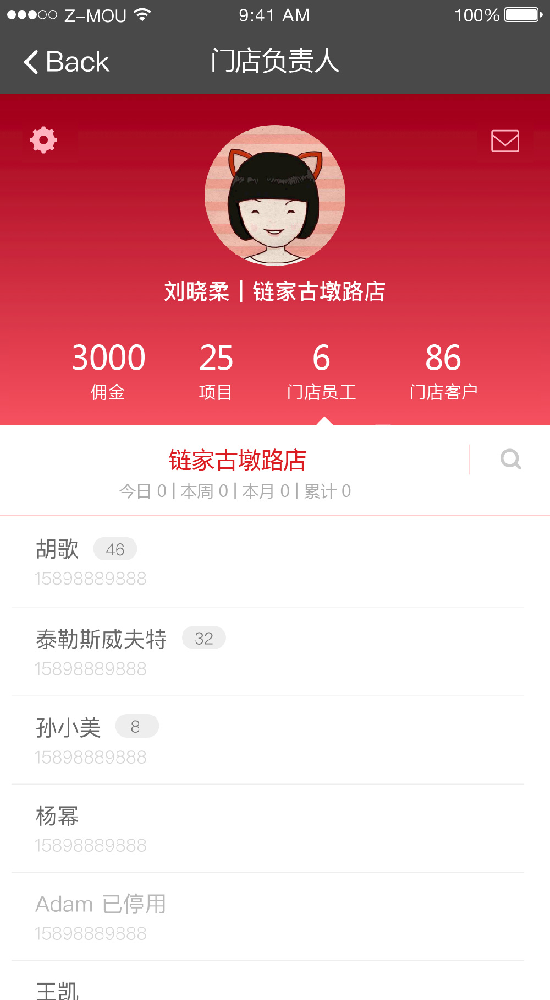 Z-MOU 9:41 AM 100%
Back 门店负责人
刘晓柔 | 链家古墩路店
3000 25 6 86
佣金 项目 门店员工 门店客户
链家古墩路店
今日 0 | 本周 0 | 本月 0 | 累计 0
胡歌 46
15898889888
泰勒斯威夫特 32
15898889888
孙小美 8
15898889888
杨幂
15898889888
Adam 已停用
15898889888
王凯